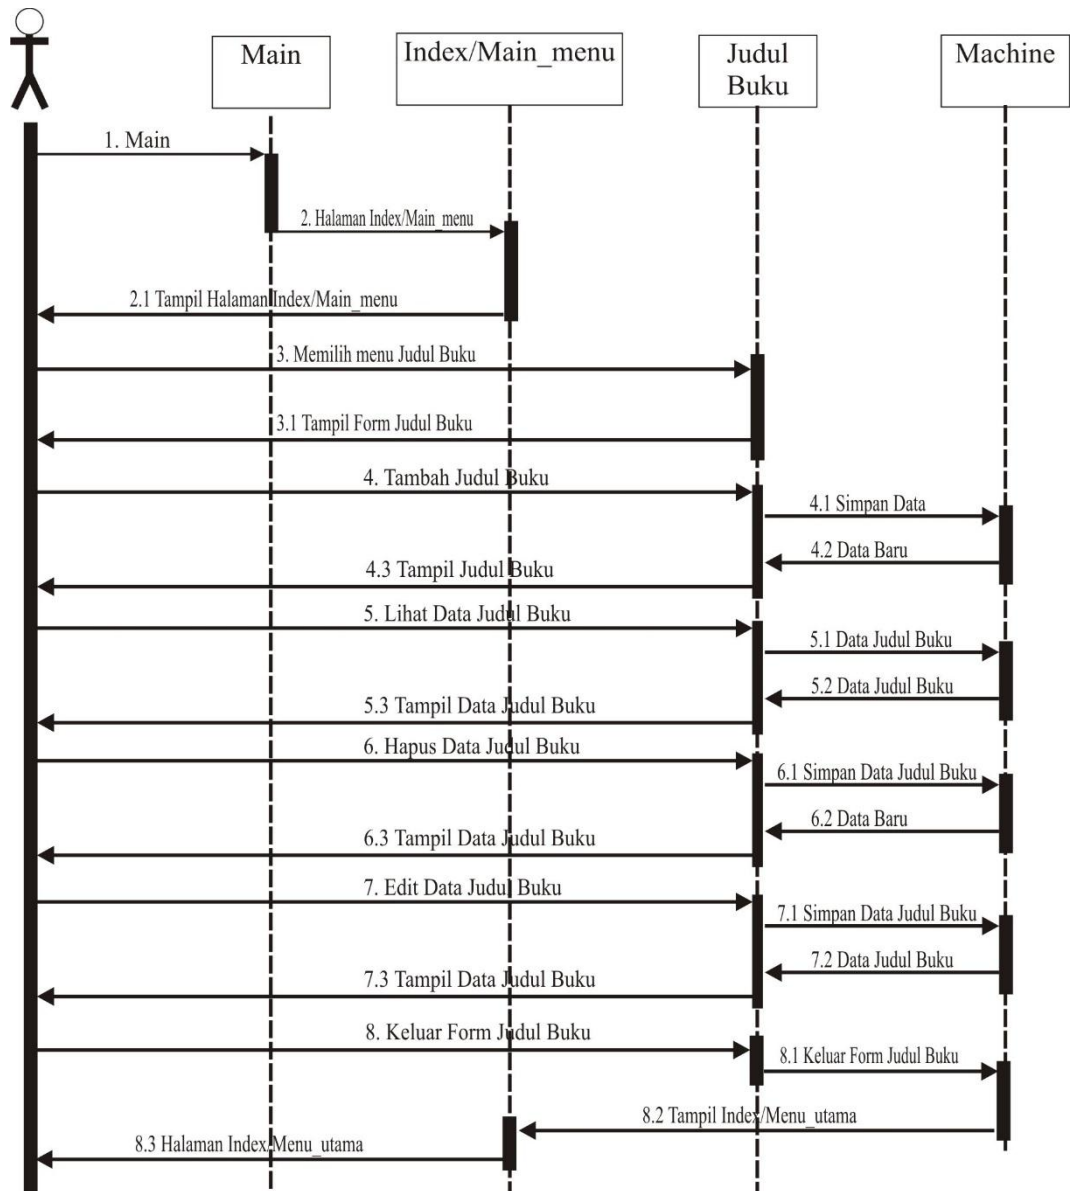 Main
Index/Main_menu
Judul
Buku
Machine
1. Main
2. Halaman Index/Main_menu
2.1 Tampil Halaman Index/Main_menu
3. Memilih menu Judul Buku
3.1 Tampil Form Judul Buku
4. Tambah Judul Buku
4.1 Simpan Data
4.2 Data Baru
4.3 Tampil Judul Buku
5. Lihat Data Judul Buku
5.1 Data Judul Buku
5.2 Data Judul Buku
5.3 Tampil Data Judul Buku
6. Hapus Data Judul Buku
6.1 Simpan Data Judul Buku
6.2 Data Baru
6.3 Tampil Data Judul Buku
7. Edit Data Judul Buku
7.1 Simpan Data Judul Buku
7.2 Data Judul Buku
7.3 Tampil Data Judul Buku
8. Keluar Form Judul Buku
8.1 Keluar Form Judul Buku
8.2 Tampil Index/Menu_utama
8.3 Halaman Index/Menu_utama